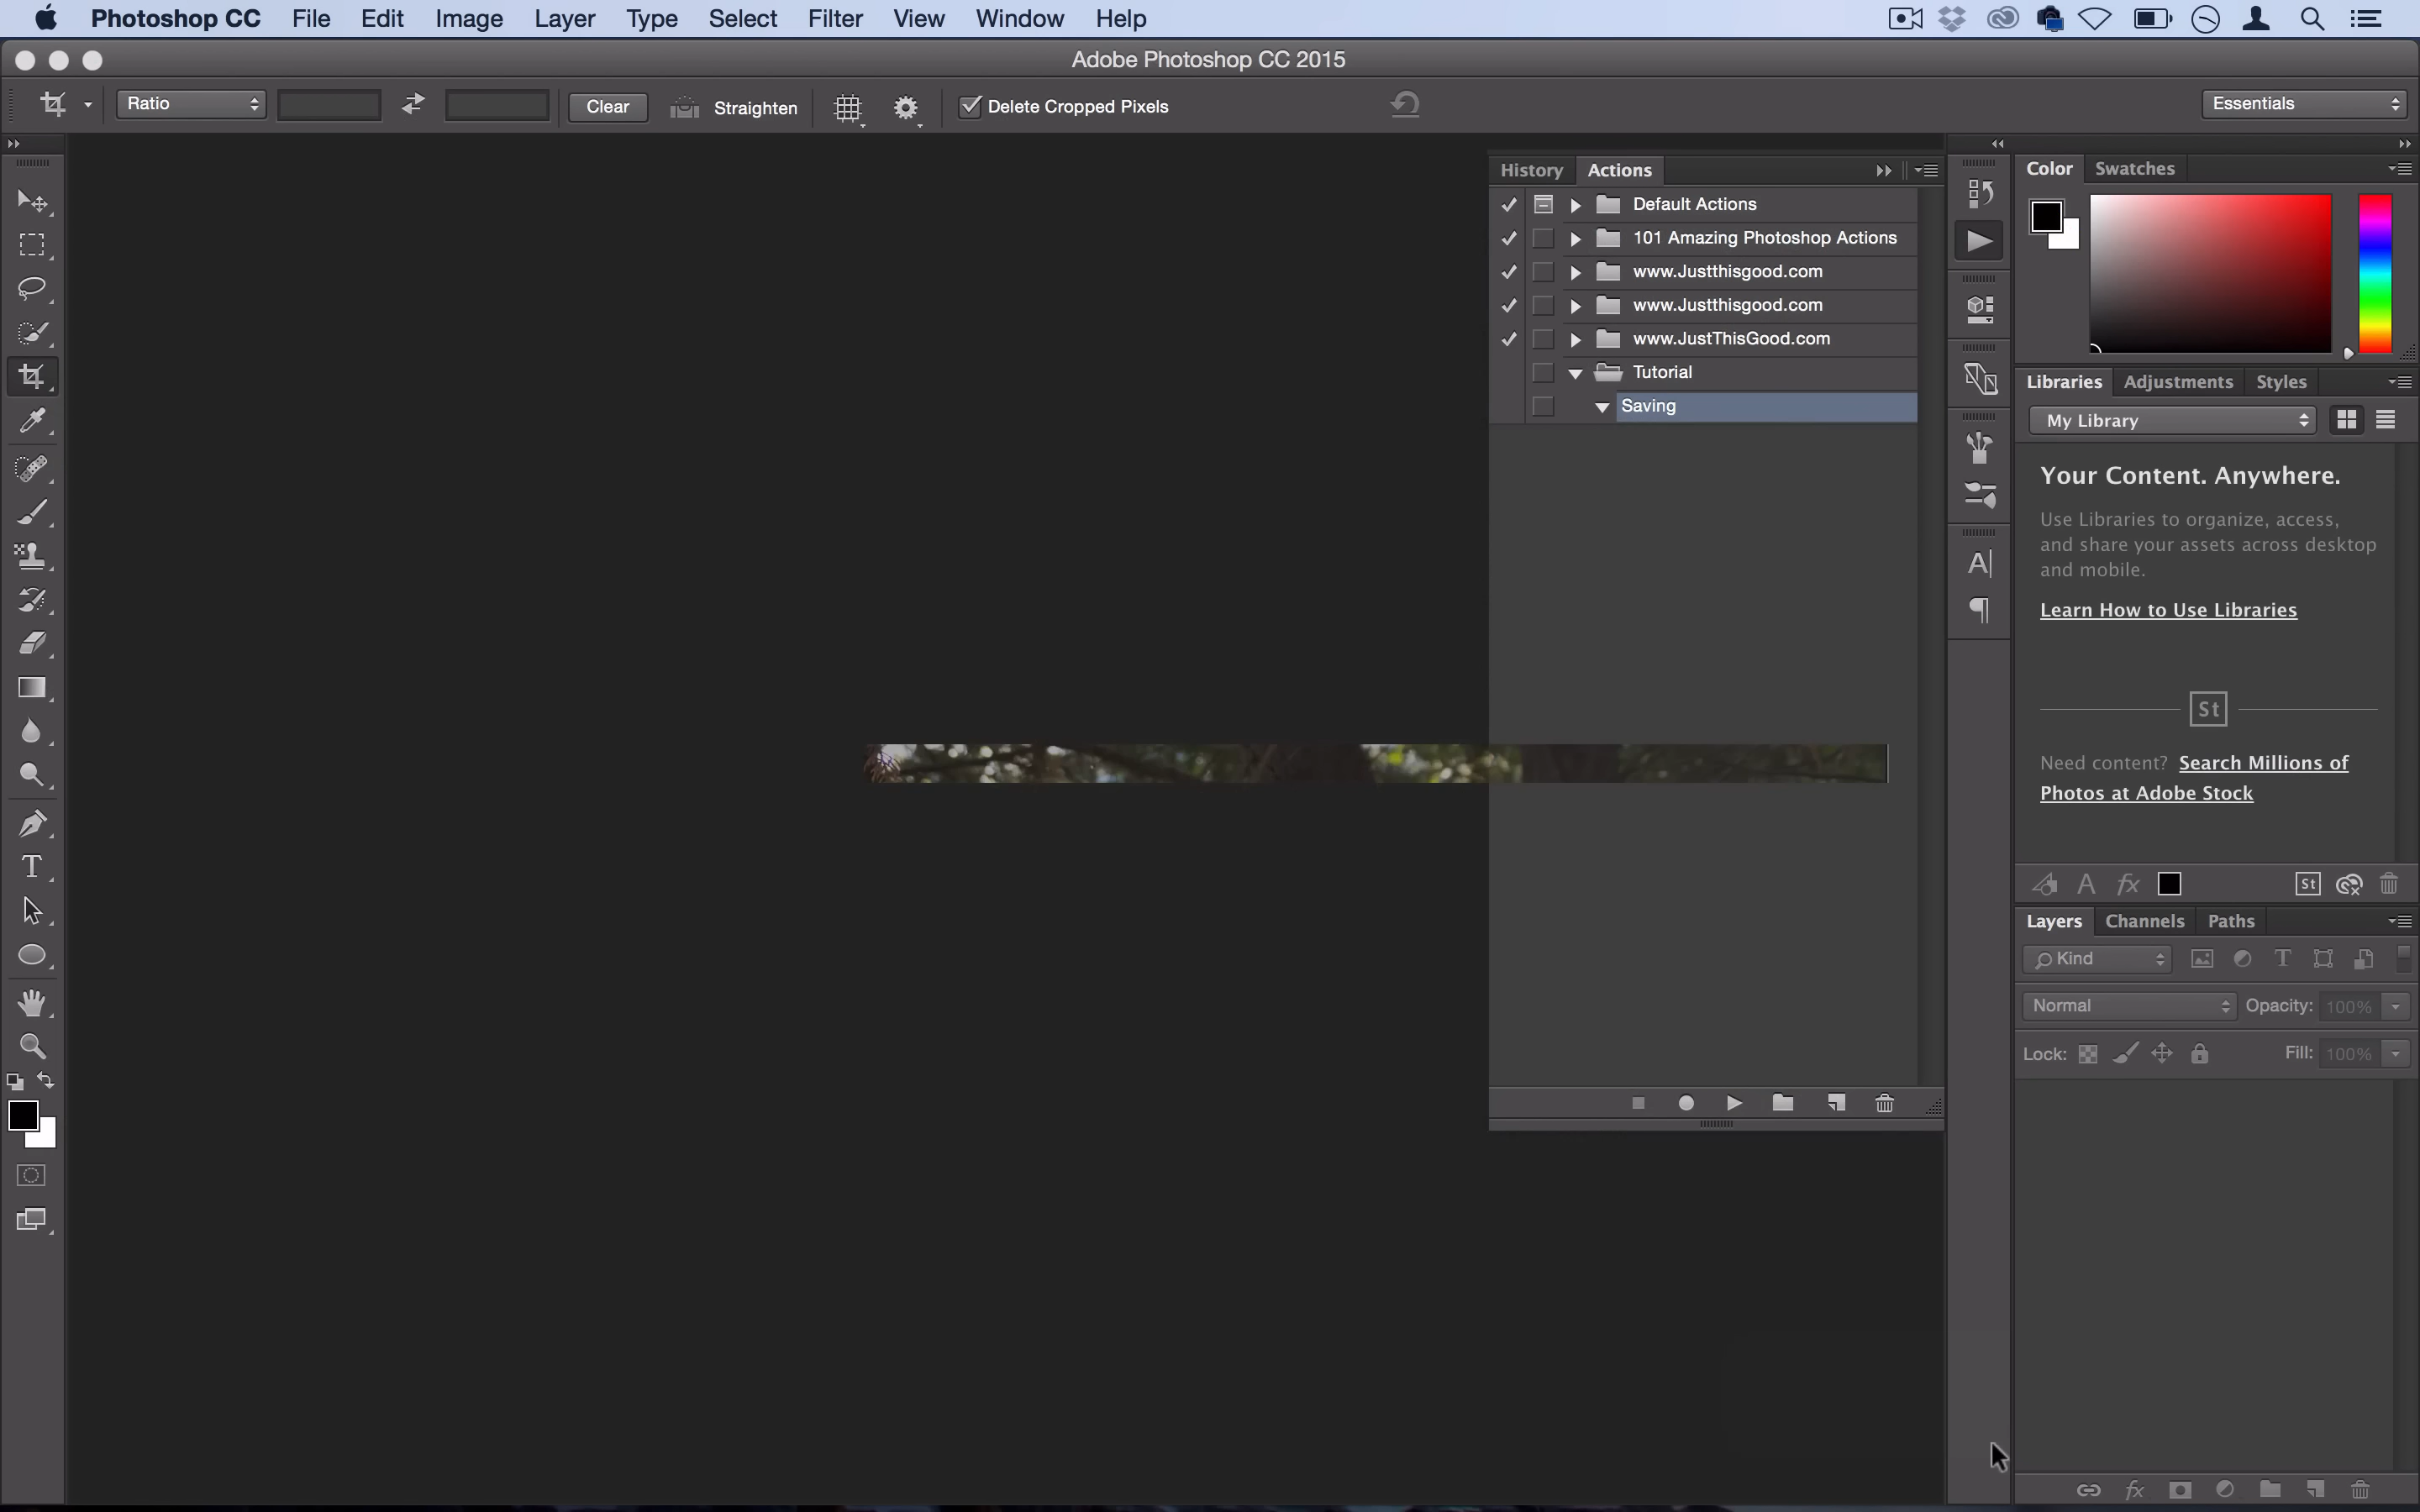 Photoshop CC File Edit Image Layer Type Select Filter View Window Help
Adobe Photoshop CC 2015
Ratio Clear Straighten Delete Cropped Pixels Essentials
History Actions
Default Actions
101 Amazing Photoshop Actions
www.Justthisgood.com
www.Justthisgood.com
www.JustThisGood.com
Tutorial
Saving
Color Swatches
Libraries Adjustments Styles
My Library
Your Content. Anywhere.
Use Libraries to organize, access,
and share your assets across desktop
and mobile.
Learn How to Use Libraries
St
Need content? Search Millions of
Photos at Adobe Stock
St
Layers Channels Paths
Kind
Normal Opacity: 100%
Lock: Fill: 100%